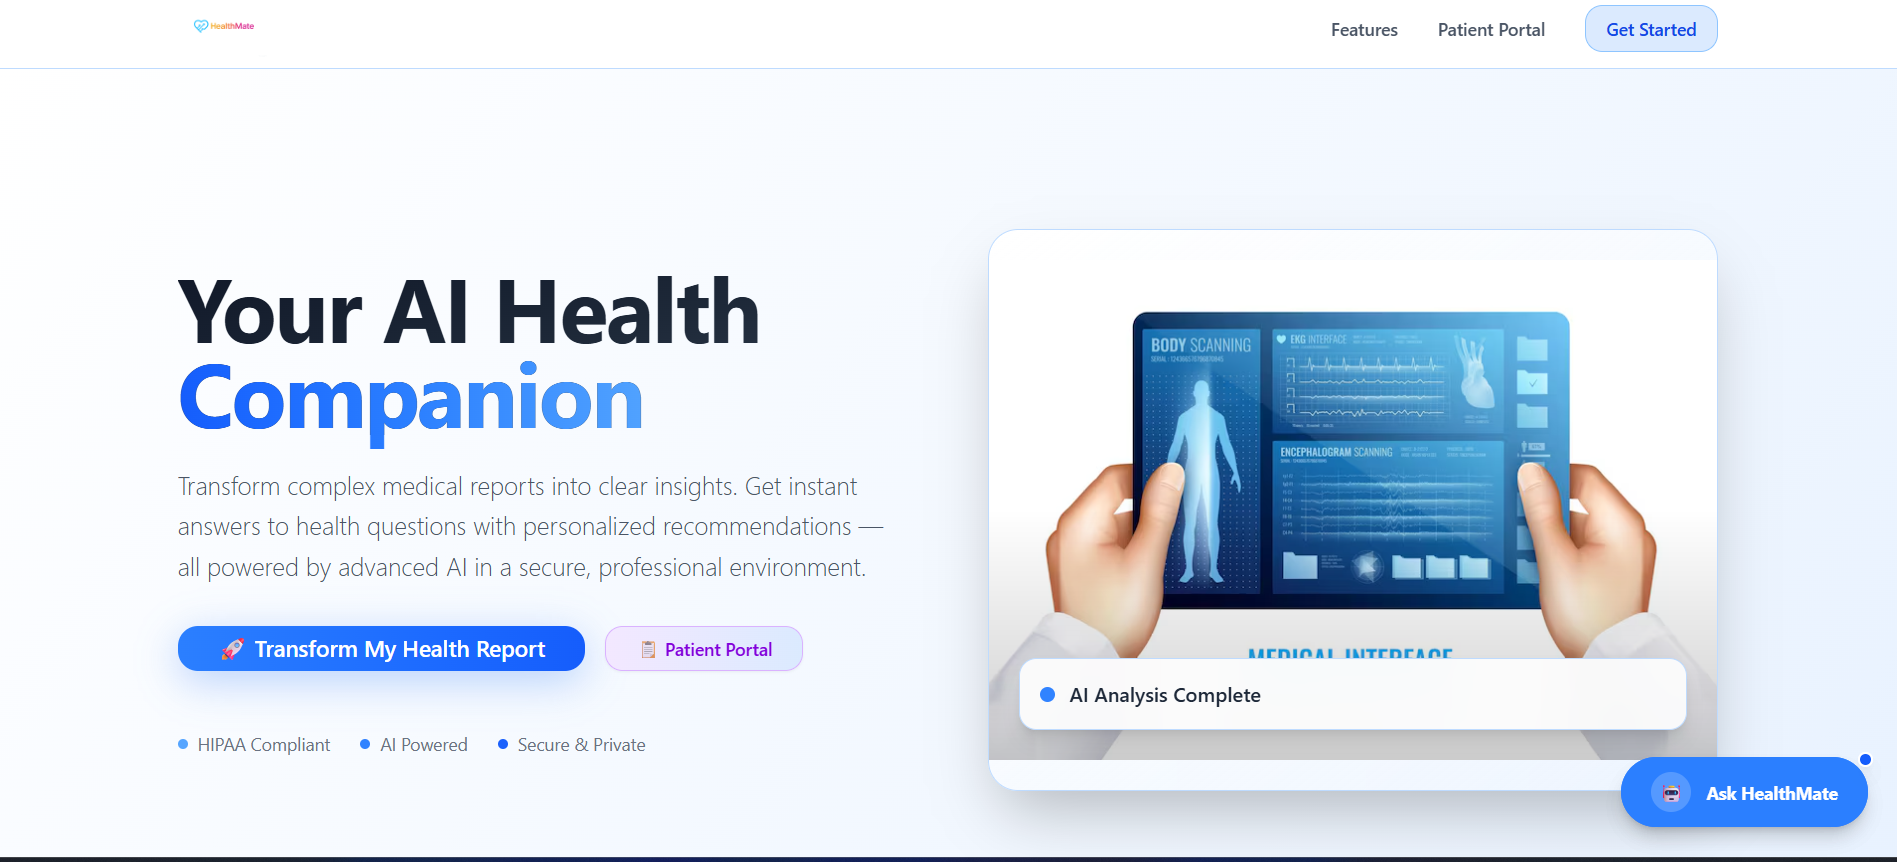 HealthMate
Features
Patient Portal
Get Started
Your AI Health
Companion
Transform complex medical reports into clear insights. Get instant
answers to health questions with personalized recommendations —
all powered by advanced AI in a secure, professional environment.
🚀 Transform My Health Report
📋 Patient Portal
HIPAA Compliant
AI Powered
Secure & Private
BODY SCANNING
EKG INTERFACE
ENCEPHALOGRAM SCANNING
MEDICAL INTERFACE
AI Analysis Complete
Ask HealthMate